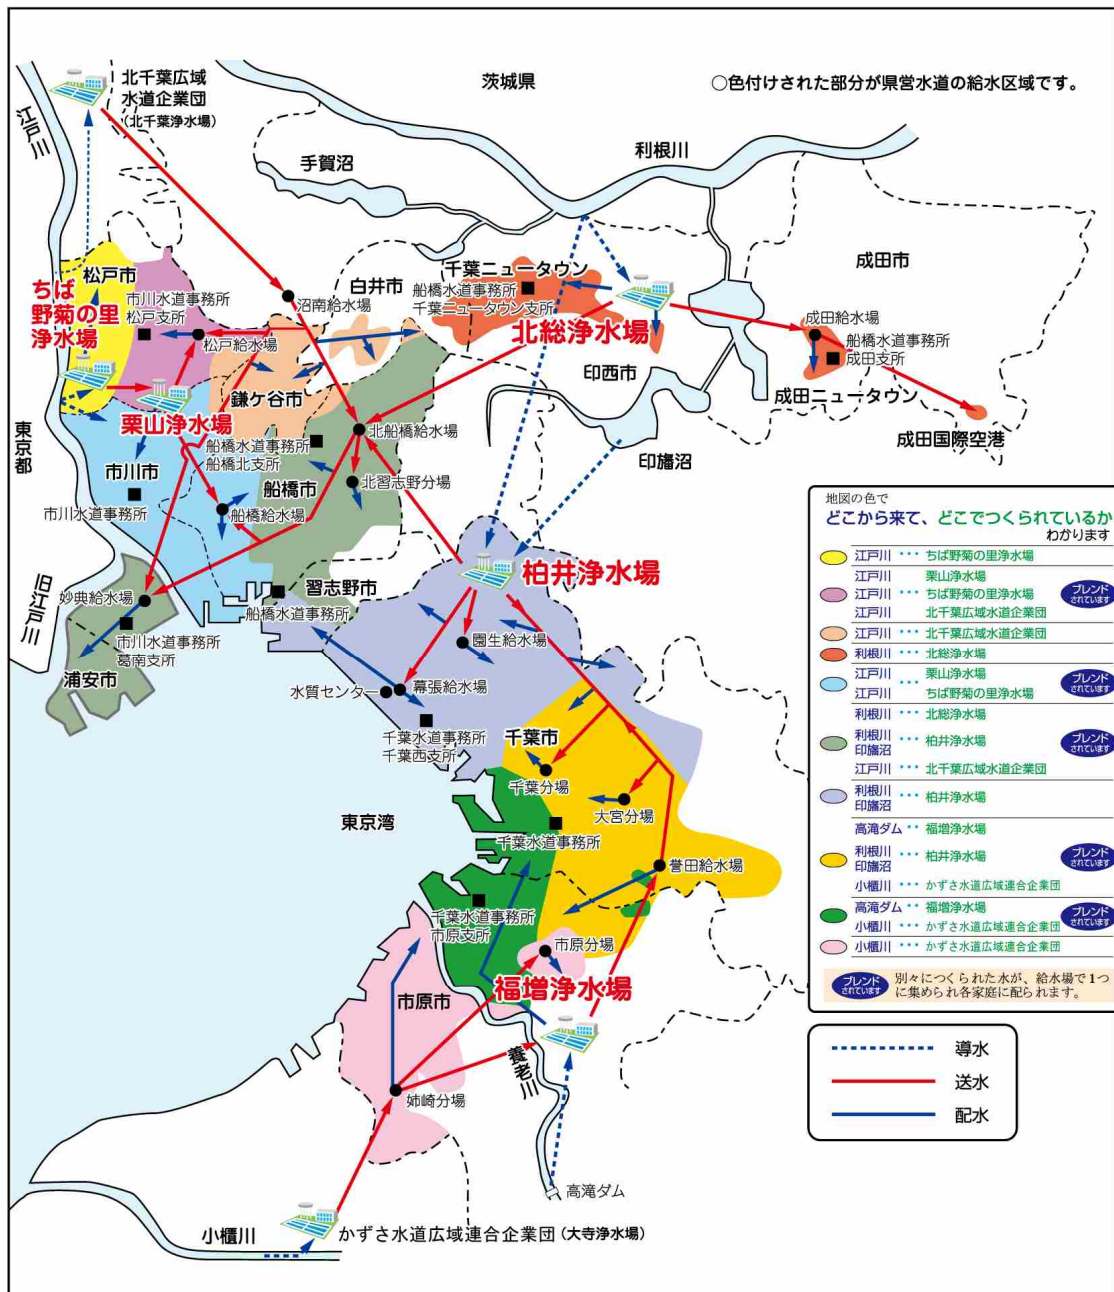 北千葉広域
水道企業団
(北千葉浄水場)
茨城県
○色付けされた部分が県営水道の給水区域です。
江戸川
手賀沼
利根川
松戸市
ちば
野菊の里
浄水場
市川水道事務所
松戸支所
松戸給水場
沼南給水場
白井市
千葉ニュータウン
船橋水道事務所
千葉ニュータウン支所
北総浄水場
成田市
成田給水場
船橋水道事務所
成田支所
成田ニュータウン
成田国際空港
印西市
印旛沼
鎌ケ谷市
栗山浄水場
東京都
市川市
市川水道事務所
船橋水道事務所
船橋北支所
北船橋給水場
船橋市
北習志野分場
船橋給水場
旧江戸川
妙典給水場
市川水道事務所
葛南支所
浦安市
習志野市
船橋水道事務所
柏井浄水場
園生給水場
水質センター
幕張給水場
千葉水道事務所
千葉西支所
千葉市
千葉分場
大宮分場
東京湾
千葉水道事務所
誉田給水場
千葉水道事務所
市原支所
市原分場
福増浄水場
市原市
養老川
姉崎分場
高滝ダム
小櫃川
かずさ水道広域連合企業団(大寺浄水場)
地図の色で
どこから来て、どこでつくられているか
わかります
江戸川 ・・・ ちば野菊の里浄水場
江戸川 栗山浄水場
江戸川 ・・・ ちば野菊の里浄水場
江戸川 北千葉広域水道企業団
ブレンド
されています
江戸川 ・・・ 北千葉広域水道企業団
利根川 ・・・ 北総浄水場
江戸川 ・・・ 栗山浄水場
江戸川 ・・・ ちば野菊の里浄水場
ブレンド
されています
利根川 ・・・ 北総浄水場
利根川
印旛沼 ・・・ 柏井浄水場
江戸川 ・・・ 北千葉広域水道企業団
ブレンド
されています
利根川
印旛沼 ・・・ 柏井浄水場
高滝ダム ・・ 福増浄水場
利根川
印旛沼 ・・・ 柏井浄水場
小櫃川 ・・・ かずさ水道広域連合企業団
ブレンド
されています
高滝ダム ・・ 福増浄水場
小櫃川 ・・・ かずさ水道広域連合企業団
ブレンド
されています
小櫃川 ・・・ かずさ水道広域連合企業団
ブレンド
されています
別々につくられた水が、給水場で1つ
に集められ各家庭に配られます。
導水
送水
配水